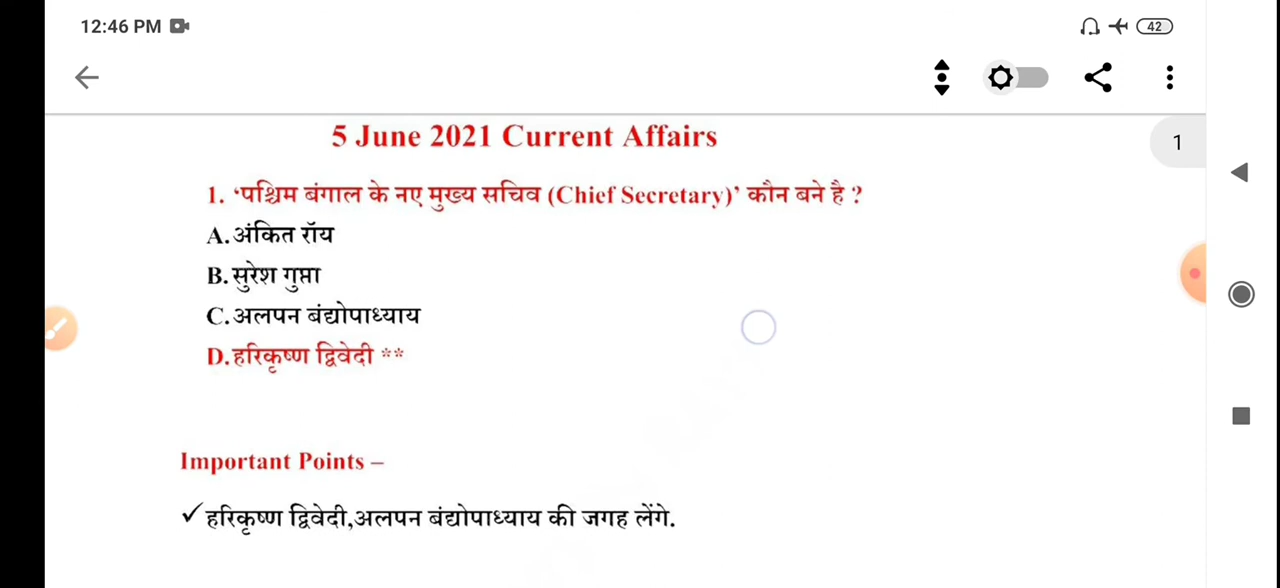 12:46 PM
42
5 June 2021 Current Affairs
1
1. ‘पश्चिम बंगाल के नए मुख्य सचिव (Chief Secretary)’ कौन बने है ?
A. अंकित रॉय
B. सुरेश गुप्ता
C. अलपन बंद्योपाध्याय
D. हरिकृष्ण द्विवेदी **
Important Points –
✓ हरिकृष्ण द्विवेदी,अलपन बंद्योपाध्याय की जगह लेंगे.